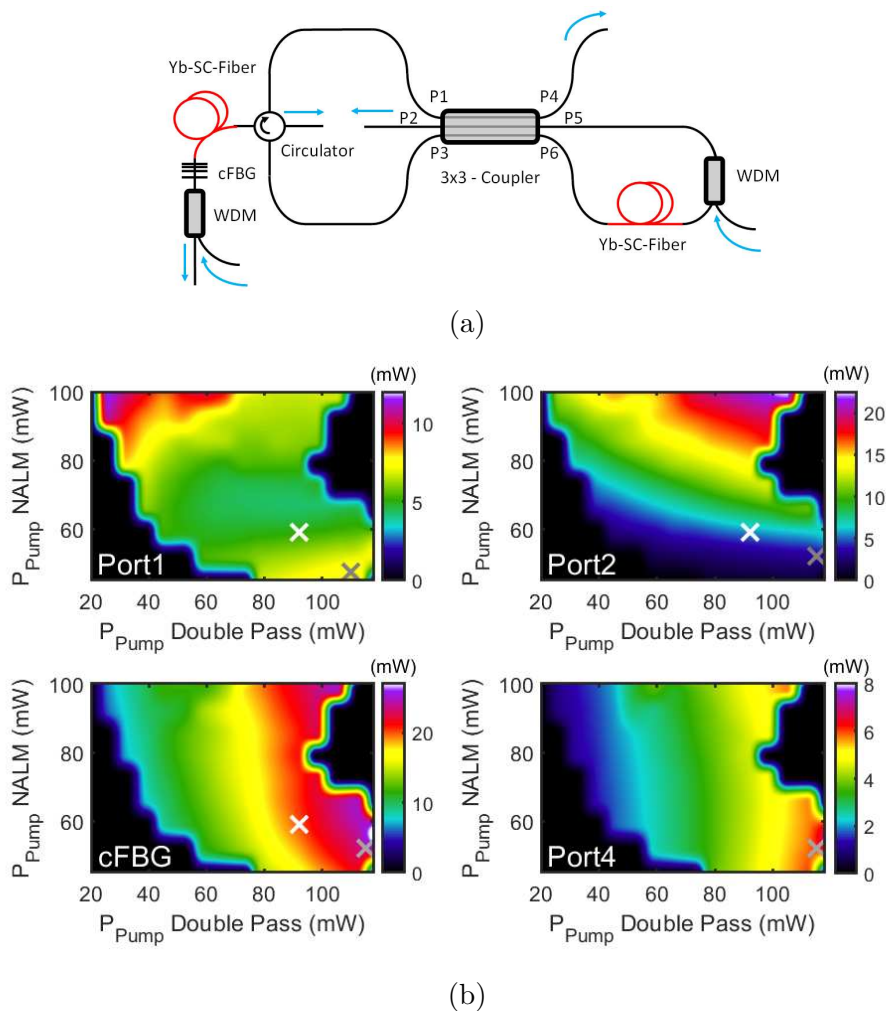 Yb-SC-Fiber
P1
P4
P2
P5
Circulator
P3
P6
cFBG
3x3 - Coupler
WDM
WDM
Yb-SC-Fiber
(a)
(mW)
(mW)
100
80
60
P Pump NALM (mW)
Port1
20 40 60 80 100
P Pump Double Pass (mW)
10
5
0
100
80
60
P Pump NALM (mW)
Port2
20 40 60 80 100
P Pump Double Pass (mW)
20
15
10
5
0
(mW)
(mW)
100
80
60
P Pump NALM (mW)
cFBG
20 40 60 80 100
P Pump Double Pass (mW)
20
10
0
100
80
60
P Pump NALM (mW)
Port4
20 40 60 80 100
P Pump Double Pass (mW)
8
6
4
2
0
(b)